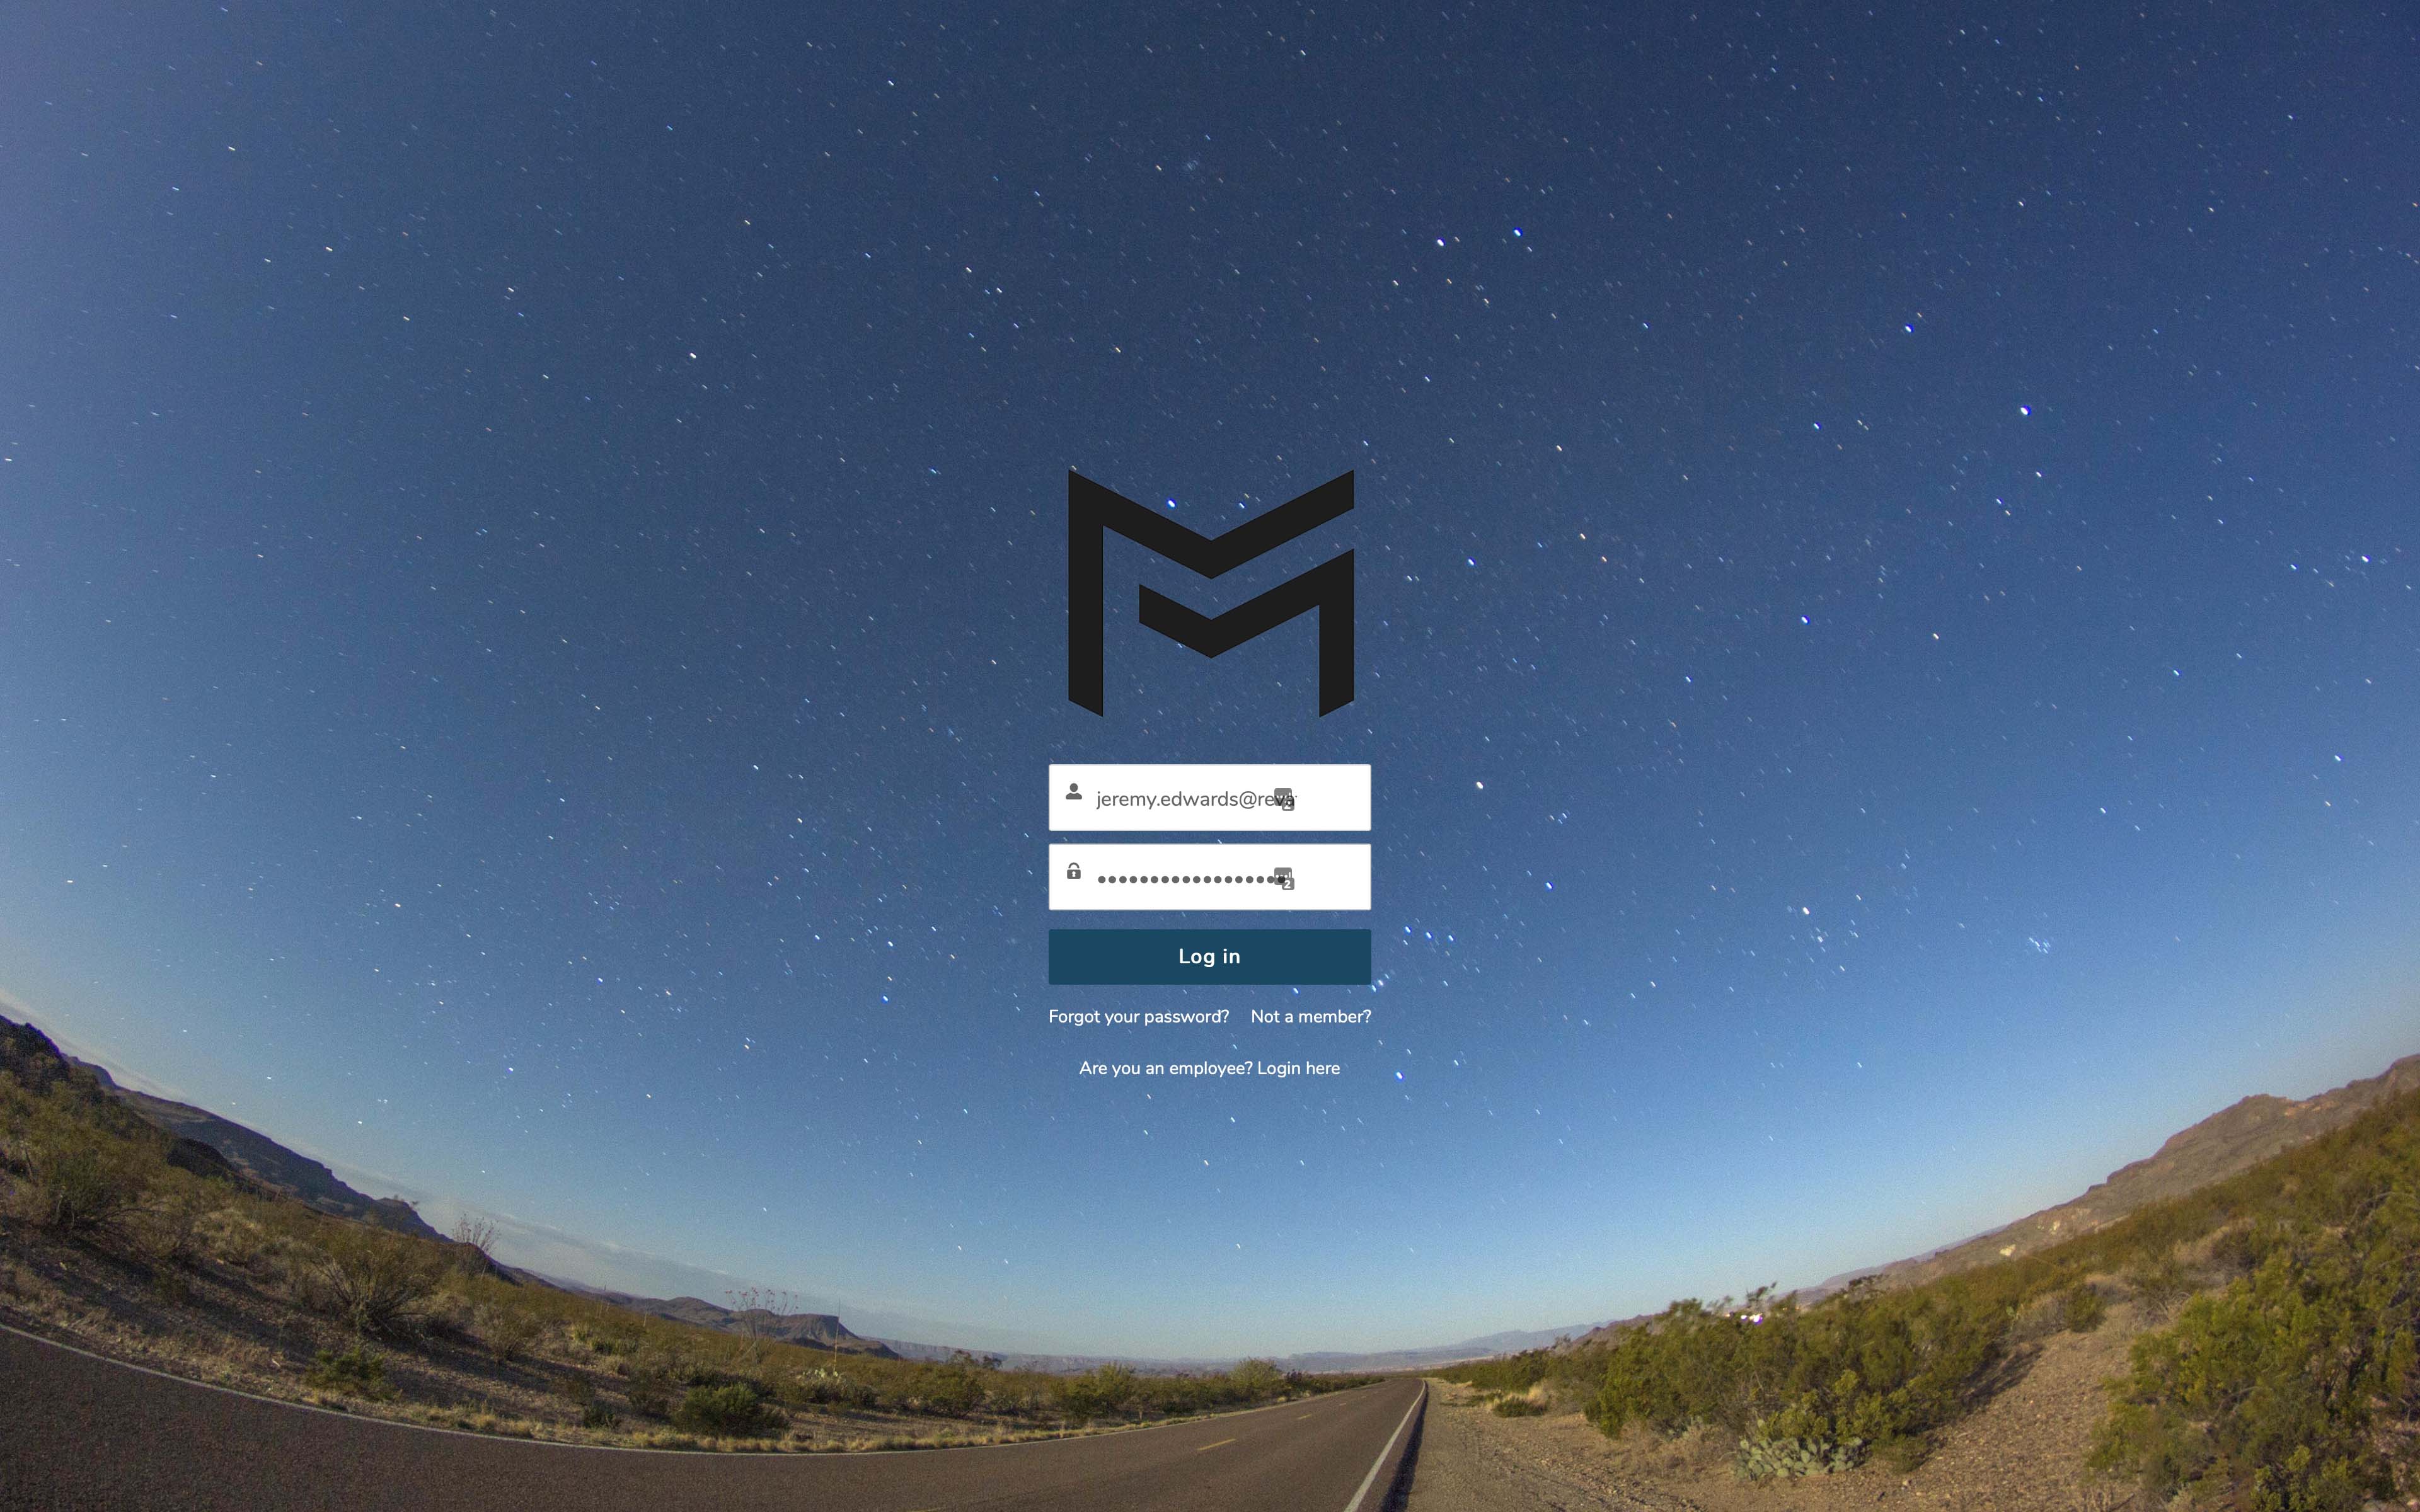 jeremy.edwards@reva
Log in
Forgot your password? Not a member?
Are you an employee? Login here